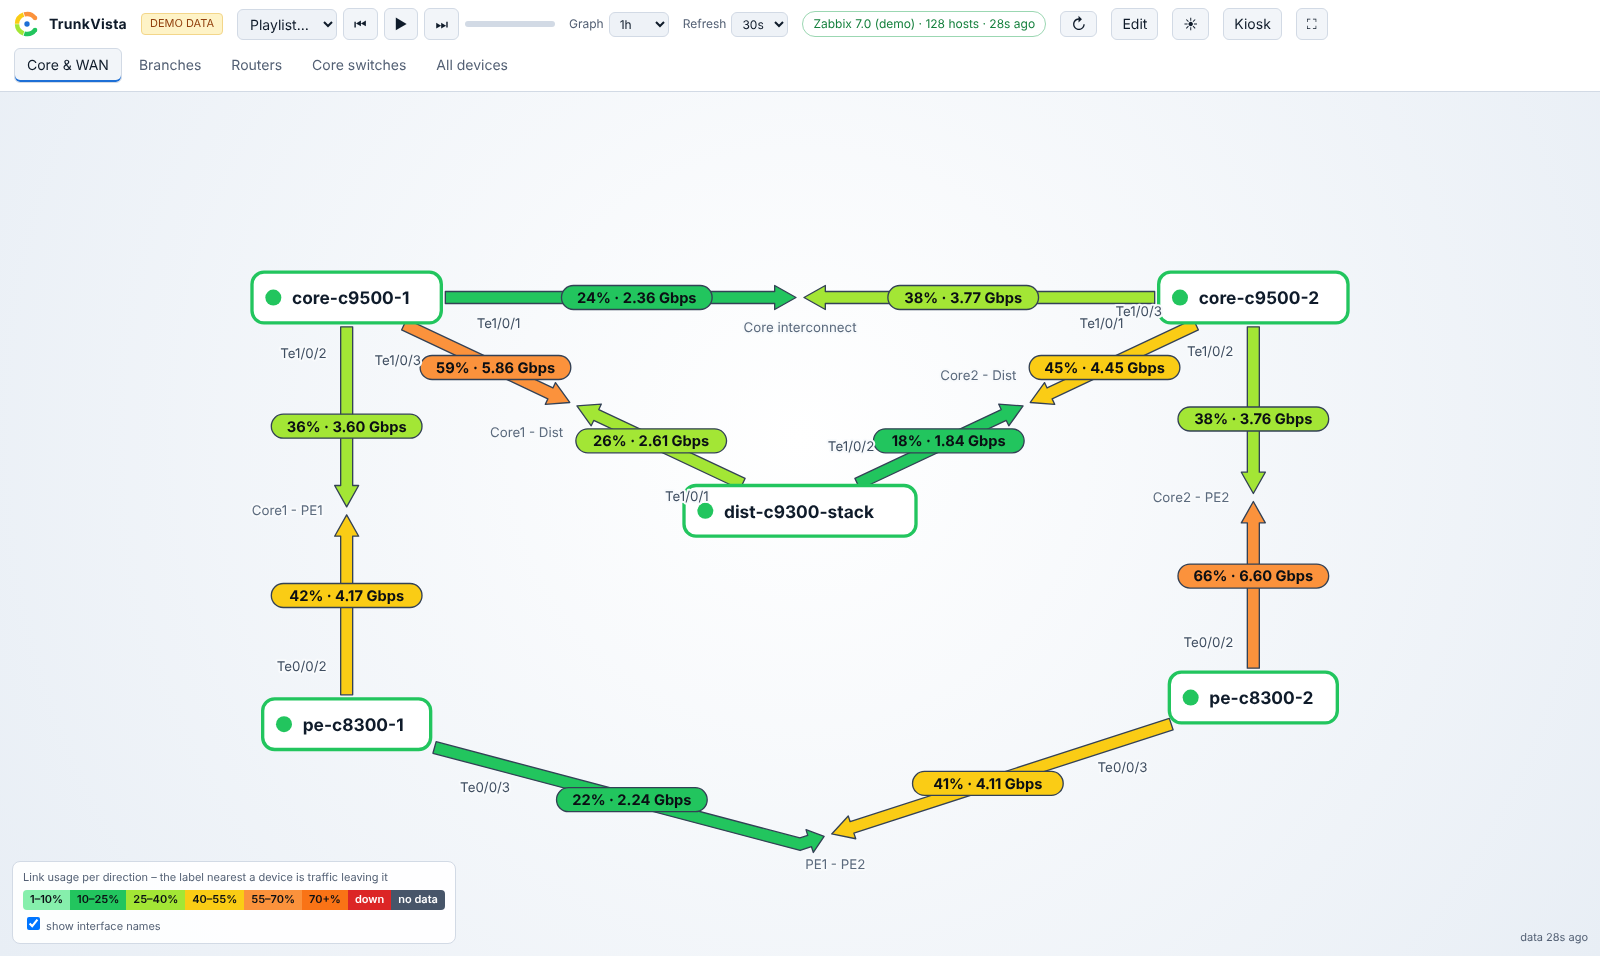 TrunkVista
DEMO DATA
Playlist...
Graph
1h
Refresh
30s
Zabbix 7.0 (demo) · 128 hosts · 28s ago
Edit
Kiosk
Core & WAN
Branches
Routers
Core switches
All devices
core-c9500-1
24% · 2.36 Gbps
38% · 3.77 Gbps
core-c9500-2
Te1/0/3
Te1/0/1
Core interconnect
Te1/0/1
Te1/0/2
Te1/0/3
59% · 5.86 Gbps
Core2 - Dist
45% · 4.45 Gbps
Te1/0/2
36% · 3.60 Gbps
Core1 - Dist
26% · 2.61 Gbps
Te1/0/2
18% · 1.84 Gbps
38% · 3.76 Gbps
Te1/0/1
Core1 - PE1
dist-c9300-stack
Core2 - PE2
42% · 4.17 Gbps
66% · 6.60 Gbps
Te0/0/2
Te0/0/2
pe-c8300-1
pe-c8300-2
Te0/0/3
22% · 2.24 Gbps
41% · 4.11 Gbps
Te0/0/3
PE1 - PE2
Link usage per direction – the label nearest a device is traffic leaving it
1–10% 10–25% 25–40% 40–55% 55–70% 70+% down no data
show interface names
data 28s ago